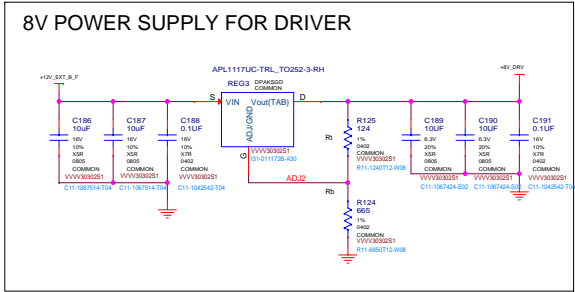 8V POWER SUPPLY FOR DRIVER
+12V_EXT_B_F
+8V_DRV
APL1117UC-TRL_TO252-3-RH
REG3 DPAKSGD
COMMON
S
VIN
Vout(TAB)
D
ADJ/GND
G
VVVV30302S1
I31-011172B-A30
ADJ2
C186
10uF
16V
10%
X5R
0805
COMMON
VVVV30302S1
C11-1067514-T04
C187
10uF
16V
10%
X5R
0805
COMMON
VVVV30302S1
C11-1067514-T04
C188
0.1UF
16V
10%
X7R
0402
COMMON
VVVV30302S1
C11-1042542-T04
Rt
R125
124
1%
0402
COMMON
VVVV30302S1
R11-1240T12-W08
Rb
R124
665
1%
0402
COMMON
VVVV30302S1
R11-6650T12-W08
C189
10UF
6.3V
20%
X5R
0805
COMMON
VVVV30302S1
C11-1067424-S02
C190
10UF
6.3V
20%
X5R
0805
COMMON
VVVV30302S1
C11-1067424-S02
C191
0.1UF
16V
10%
X7R
0402
COMMON
VVVV30302S1
C11-1042542-T04